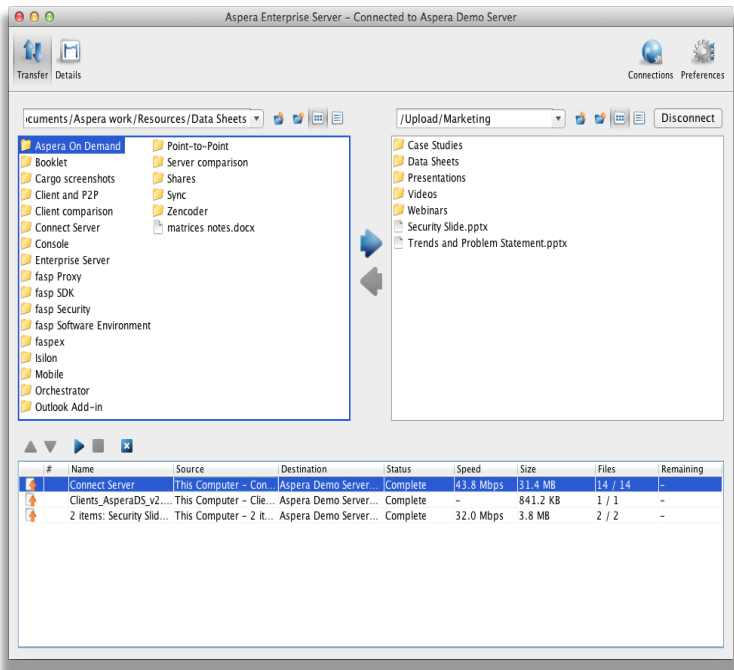 Aspera Enterprise Server – Connected to Aspera Demo Server
Transfer Details
Connections Preferences
ocuments/Aspera work/Resources/Data Sheets
/Upload/Marketing
Disconnect
Aspera On Demand
Booklet
Cargo screenshots
Client and P2P
Client comparison
Connect Server
Console
Enterprise Server
fasp Proxy
fasp SDK
fasp Security
fasp Software Environment
faspex
Isilon
Mobile
Orchestrator
Outlook Add-in
Point-to-Point
Server comparison
Shares
Sync
Zencoder
matrices notes.docx
Case Studies
Data Sheets
Presentations
Videos
Webinars
Security Slide.pptx
Trends and Problem Statement.pptx
# Name Source Destination Status Speed Size Files Remaining
Connect Server This Computer – Con... Aspera Demo Server... Complete 43.8 Mbps 31.4 MB 14 / 14 –
Clients_AsperaDS_v2.... This Computer – Clie... Aspera Demo Server... Complete – 841.2 KB 1 / 1 –
2 items: Security Slid... This Computer – 2 it... Aspera Demo Server... Complete 32.0 Mbps 3.8 MB 2 / 2 –